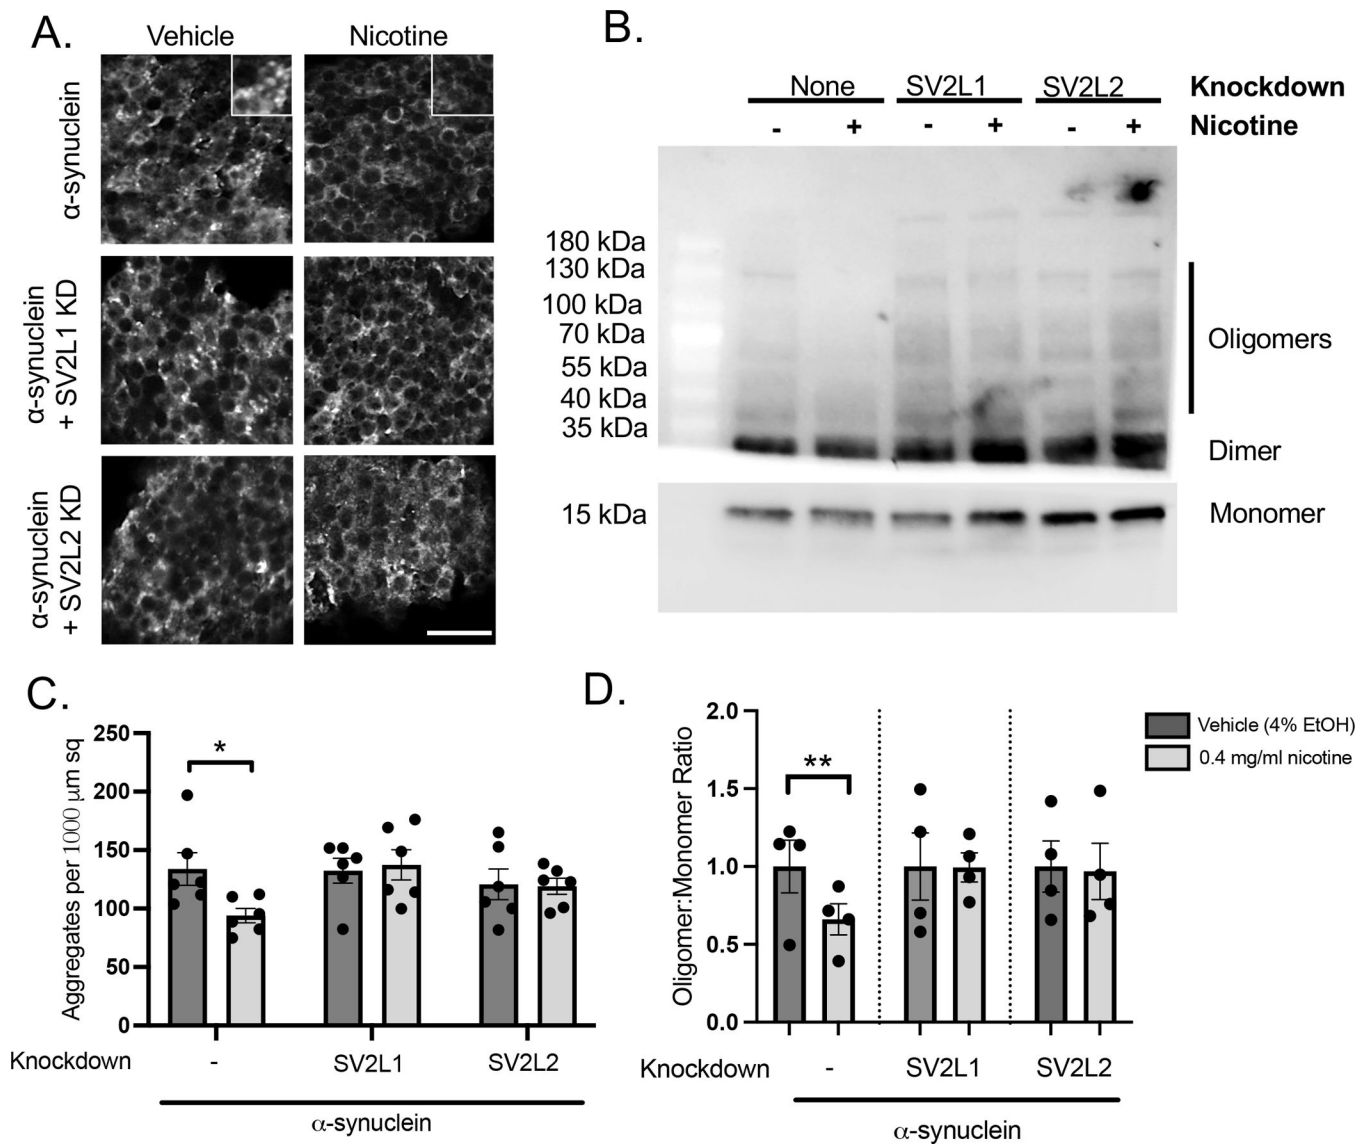 A.
Vehicle
Nicotine
α-synuclein
α-synuclein
+ SV2L1 KD
α-synuclein
+ SV2L2 KD
B.
None SV2L1 SV2L2 Knockdown
- + - + - + Nicotine
180 kDa
130 kDa
100 kDa
70 kDa
55 kDa
40 kDa
35 kDa
15 kDa
Oligomers
Dimer
Monomer
C.
Aggregates per 1000 μm sq
250
200
150
100
50
0
*
Knockdown - SV2L1 SV2L2
α-synuclein
D.
Oligomer:Monomer Ratio
2.0
1.5
1.0
0.5
0.0
**
Knockdown - SV2L1 SV2L2
α-synuclein
Vehicle (4% EtOH)
0.4 mg/ml nicotine